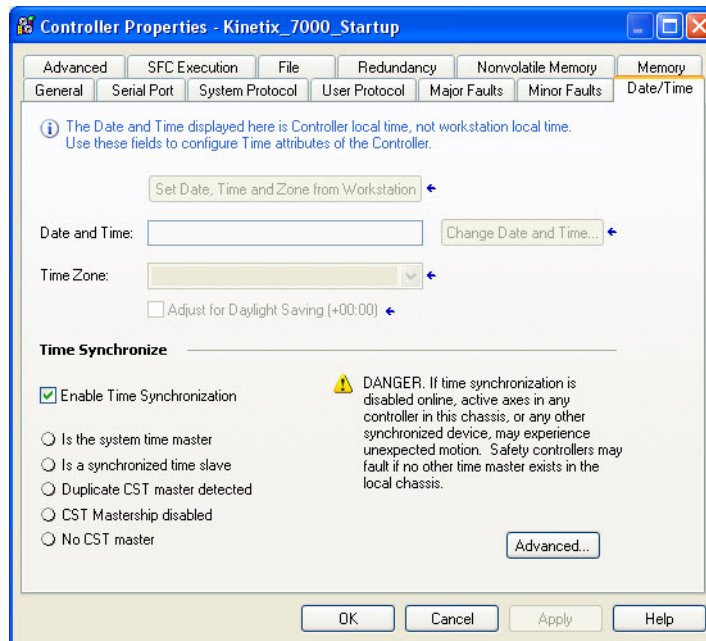 Controller Properties - Kinetix_7000_Startup
Advanced SFC Execution File Redundancy Nonvolatile Memory Memory
General Serial Port System Protocol User Protocol Major Faults Minor Faults Date/Time
The Date and Time displayed here is Controller local time, not workstation local time.
Use these fields to configure Time attributes of the Controller.
Set Date, Time and Zone from Workstation
Date and Time: Change Date and Time...
Time Zone:
Adjust for Daylight Saving (+00:00)
Time Synchronize
Enable Time Synchronization
Is the system time master
Is a synchronized time slave
Duplicate CST master detected
CST Mastership disabled
No CST master
DANGER. If time synchronization is
disabled online, active axes in any
controller in this chassis, or any other
synchronized device, may experience
unexpected motion. Safety controllers may
fault if no other time master exists in the
local chassis.
Advanced...
OK Cancel Apply Help